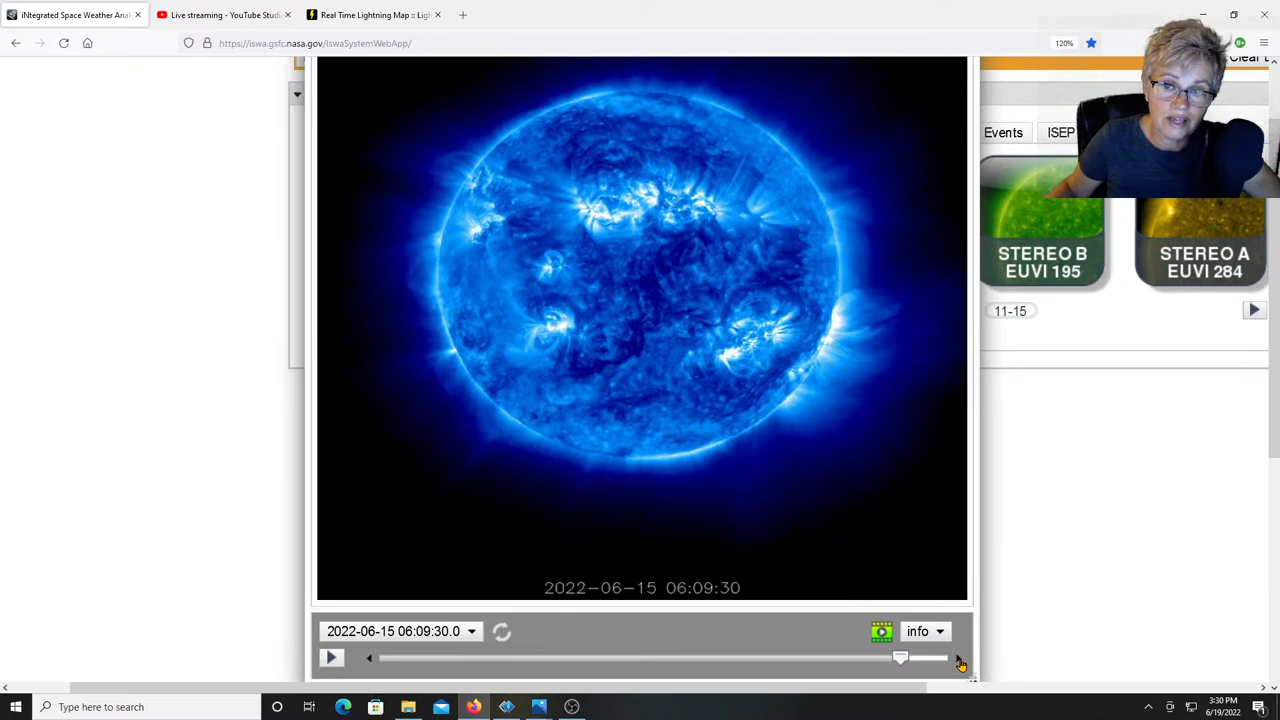 iNtegrated Space Weather Anal
Live streaming - YouTube Studi
Real Time Lightning Map :: Ligh
https://iswa.gsfc.nasa.gov/IswaSystemWebApp/
120%
Clear
Events
ISEP
STEREO B
EUVI 195
STEREO A
EUVI 284
11-15
2022-06-15 06:09:30
2022-06-15 06:09:30.0
info
Type here to search
3:30 PM
6/19/2022